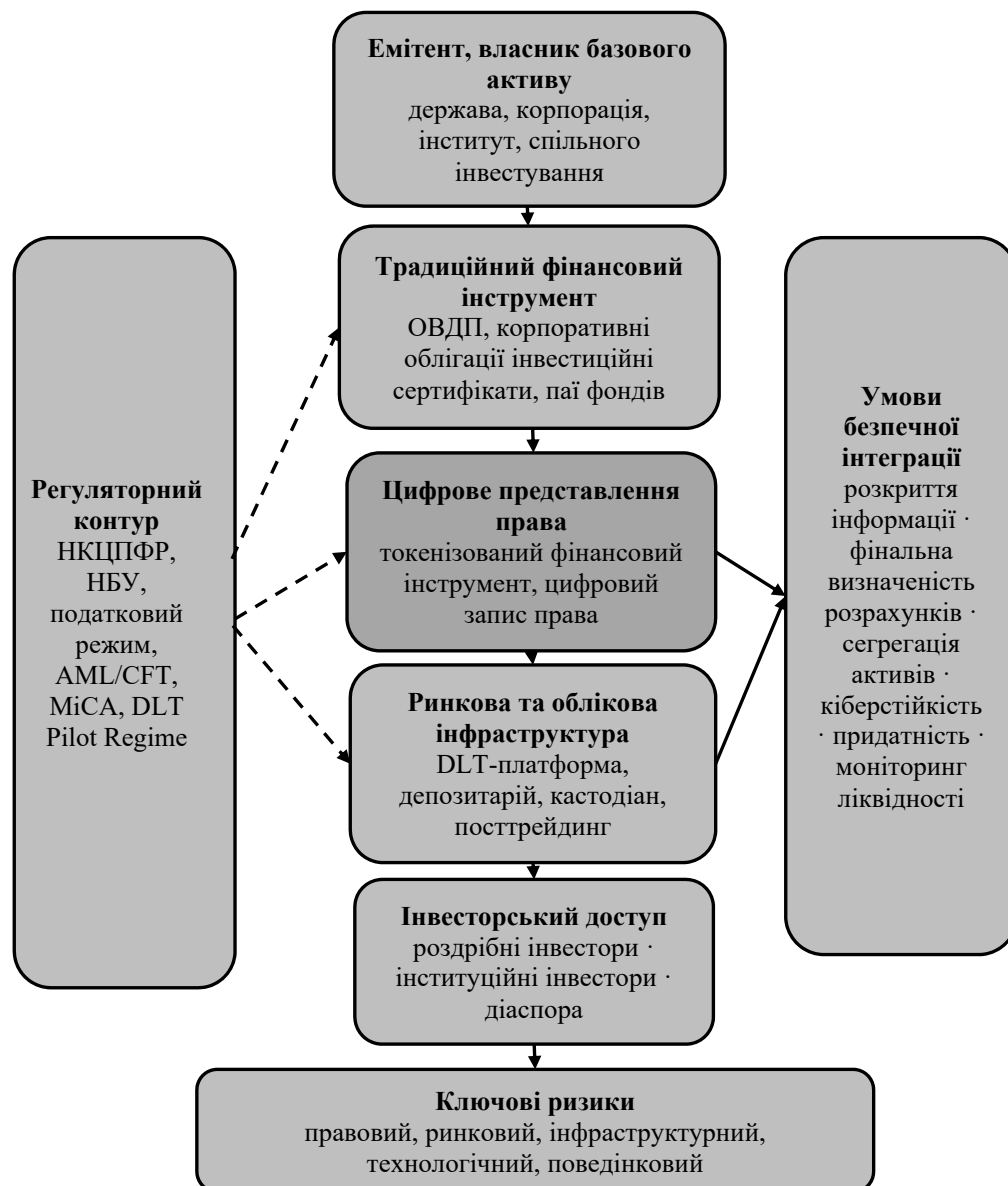 Емітент, власник базового
активу
держава, корпорація,
інститут, спільного
інвестування
Традиційний фінансовий
інструмент
ОВДП, корпоративні
облігації інвестиційні
сертифікати, паї фондів
Регуляторний
контур
НКЦПФР,
НБУ,
податковий
режим,
AML/CFT,
MiCA, DLT
Pilot Regime
Цифрове представлення
права
токенізований фінансовий
інструмент, цифровий
запис права
Умови
безпечної
інтеграції
розкриття
інформації ·
фінальна
визначеність
розрахунків ·
сегрегація
активів ·
кіберстійкість
· придатність ·
моніторинг
ліквідності
Ринкова та облікова
інфраструктура
DLT-платформа,
депозитарій, кастодіан,
посттрейдинг
Інвесторський доступ
роздрібні інвестори ·
інституційні інвестори ·
діаспора
Ключові ризики
правовий, ринковий, інфраструктурний,
технологічний, поведінковий